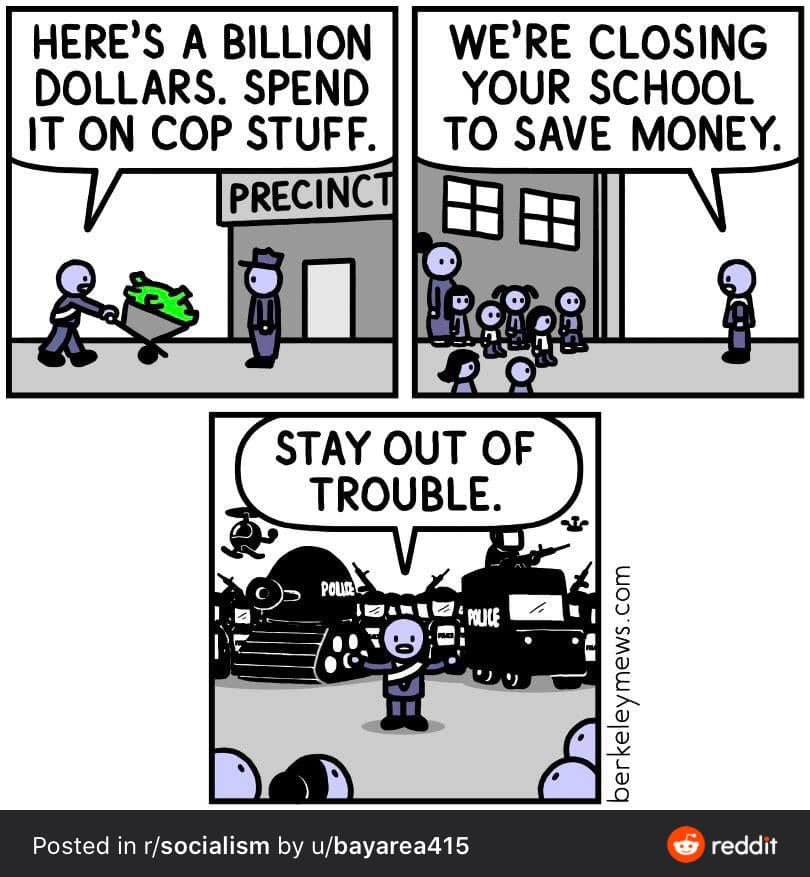 HERE'S A BILLION
DOLLARS. SPEND
IT ON COP STUFF.
PRECINCT
WE'RE CLOSING
YOUR SCHOOL
TO SAVE MONEY.
STAY OUT OF
TROUBLE.
POLICE
POLICE
berkeleymews.com
Posted in r/socialism by u/bayarea415
reddit